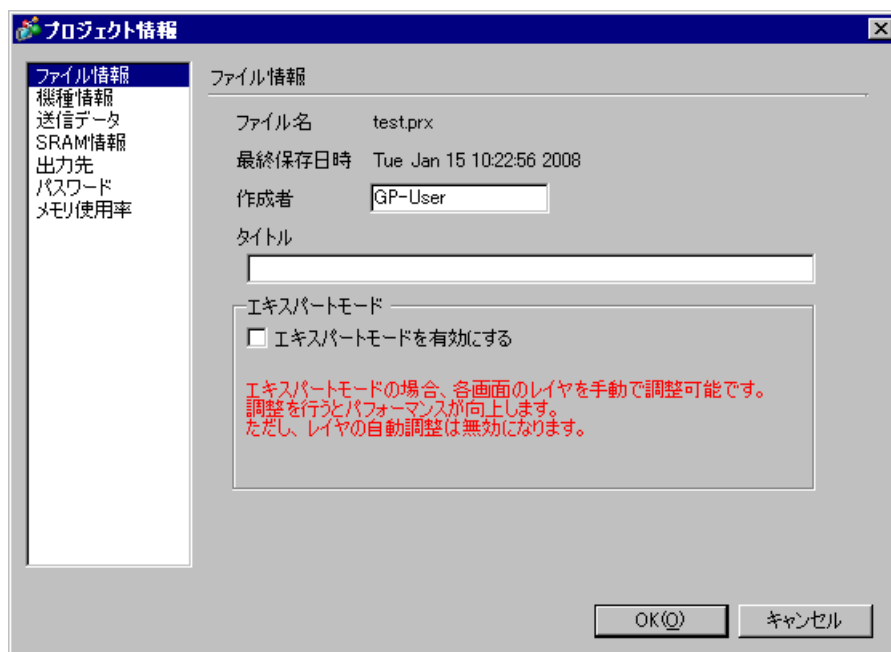 プロジェクト情報
ファイル情報
機種情報
送信データ
SRAM情報
出力先
パスワード
メモリ使用率
ファイル情報
ファイル名 test.prx
最終保存日時 Tue Jan 15 10:22:56 2008
作成者 GP-User
タイトル
エキスパートモード
エキスパートモードを有効にする
エキスパートモードの場合、各画面のレイヤを手動で調整可能です。
調整を行うとパフォーマンスが向上します。
ただし、レイヤの自動調整は無効になります。
OK(O) キャンセル